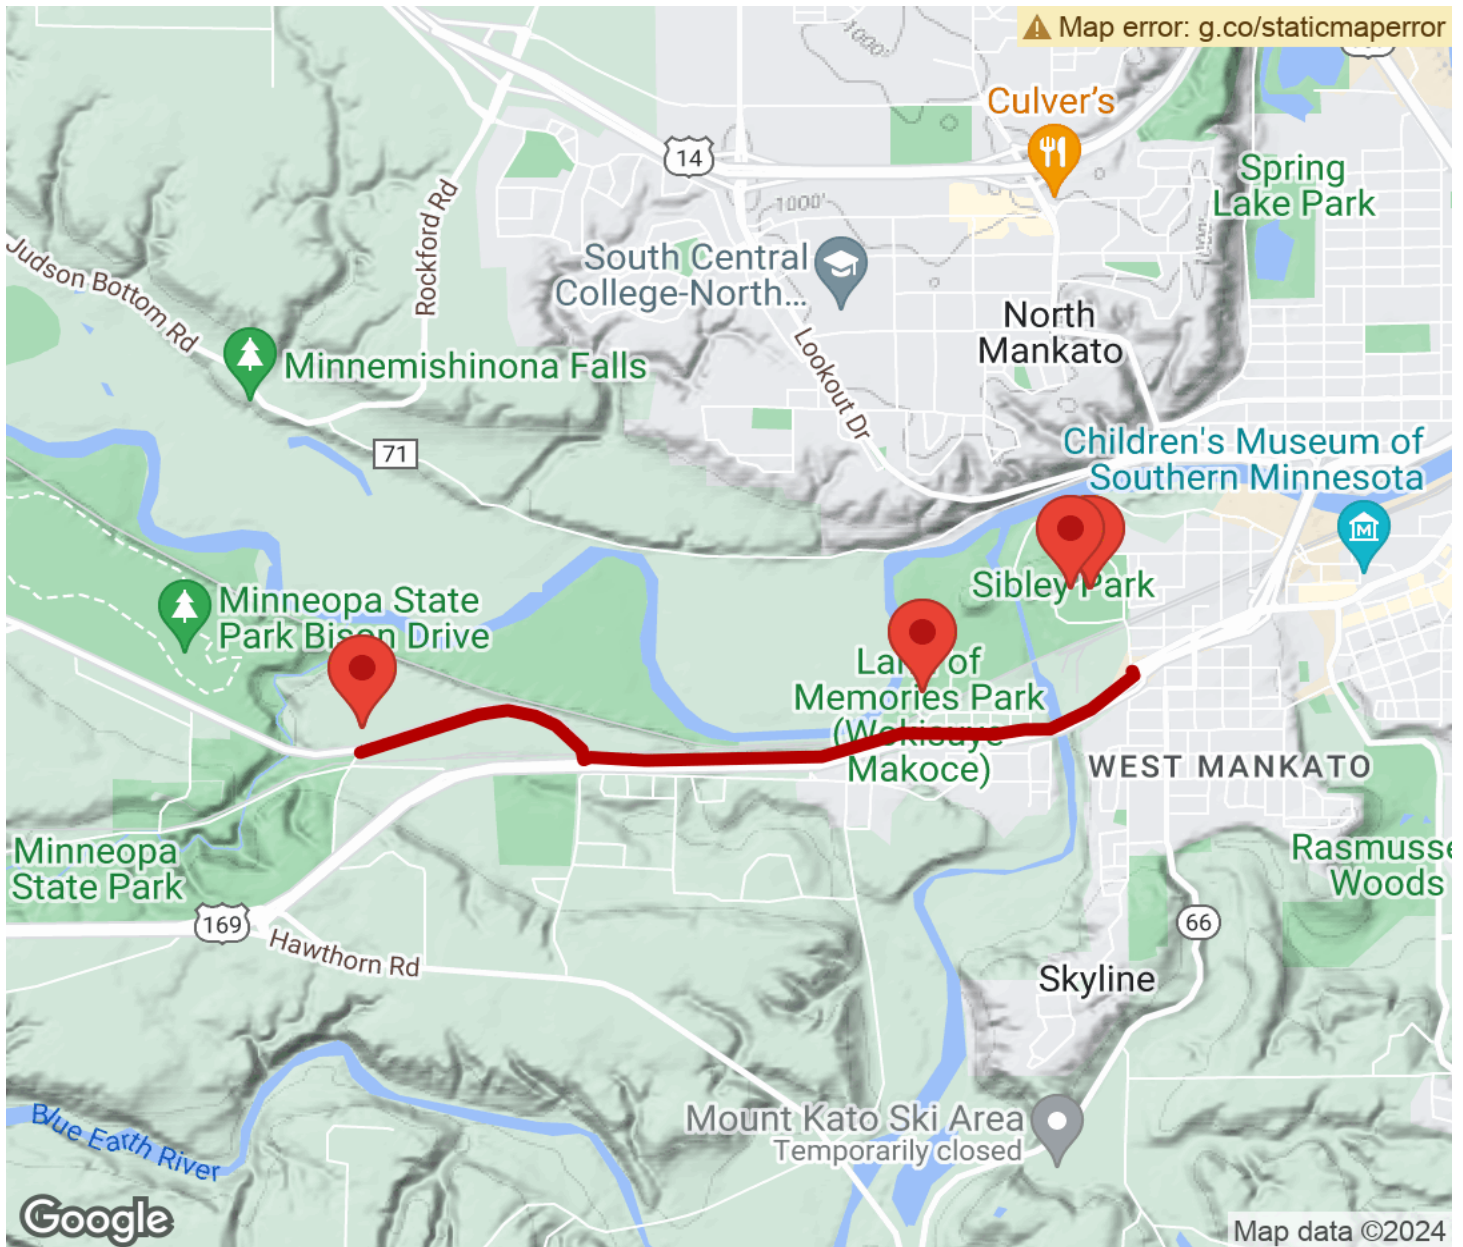 Map error: g.co/staticmaperror
1000'
Culver's
14
Spring
Lake Park
1000'
1000'
Rockford Rd
Judson Bottom Rd
South Central
College-North...
North
Mankato
Lookout Dr
Minnemishinona Falls
71
Children's Museum of
Southern Minnesota
Sibley Park
Minneopa State
Park Bison Drive
Land of
Memories Park
(Wokisuye
Makoce)
WEST MANKATO
Minneopa
State Park
Rasmusse
Woods
169
Hawthorn Rd
66
Skyline
Blue Earth River
Mount Kato Ski Area
Temporarily closed
Google
Map data ©2024